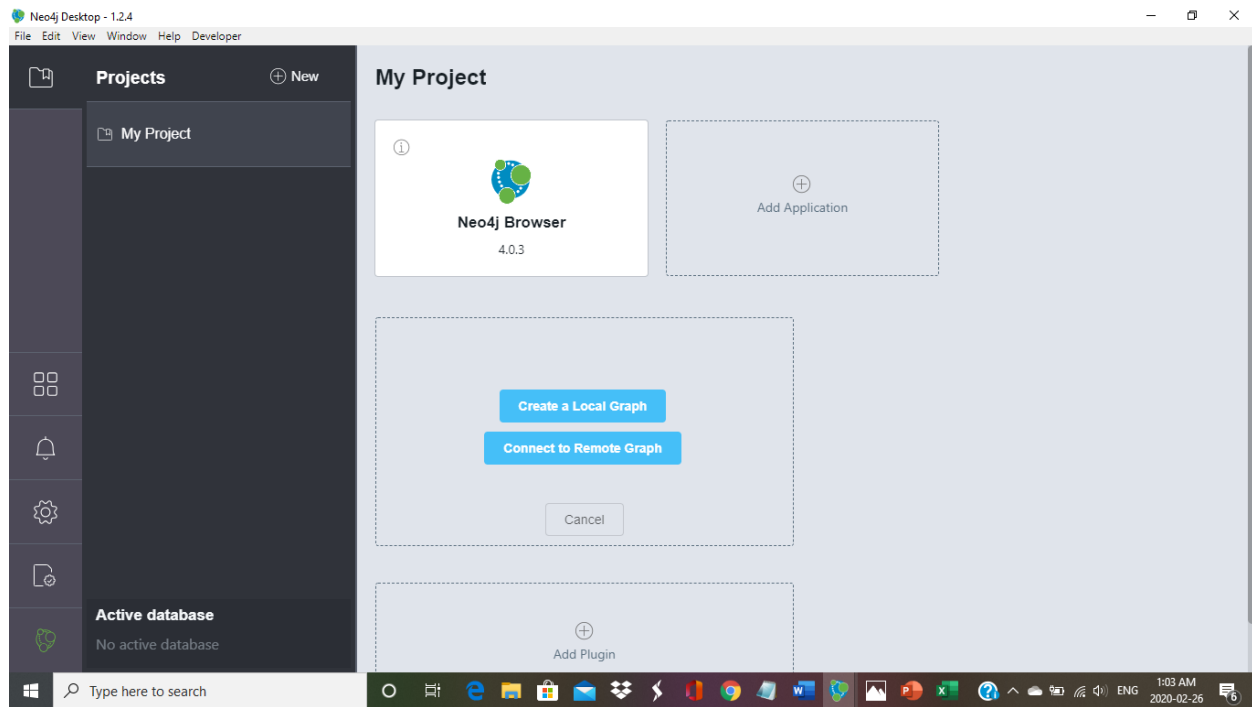 Neo4j Desktop - 1.2.4
File Edit View Window Help Developer
Projects
New
My Project
My Project
Neo4j Browser
4.0.3
Add Application
Create a Local Graph
Connect to Remote Graph
Cancel
Add Plugin
Active database
No active database
Type here to search
ENG
1:03 AM
2020-02-26
6